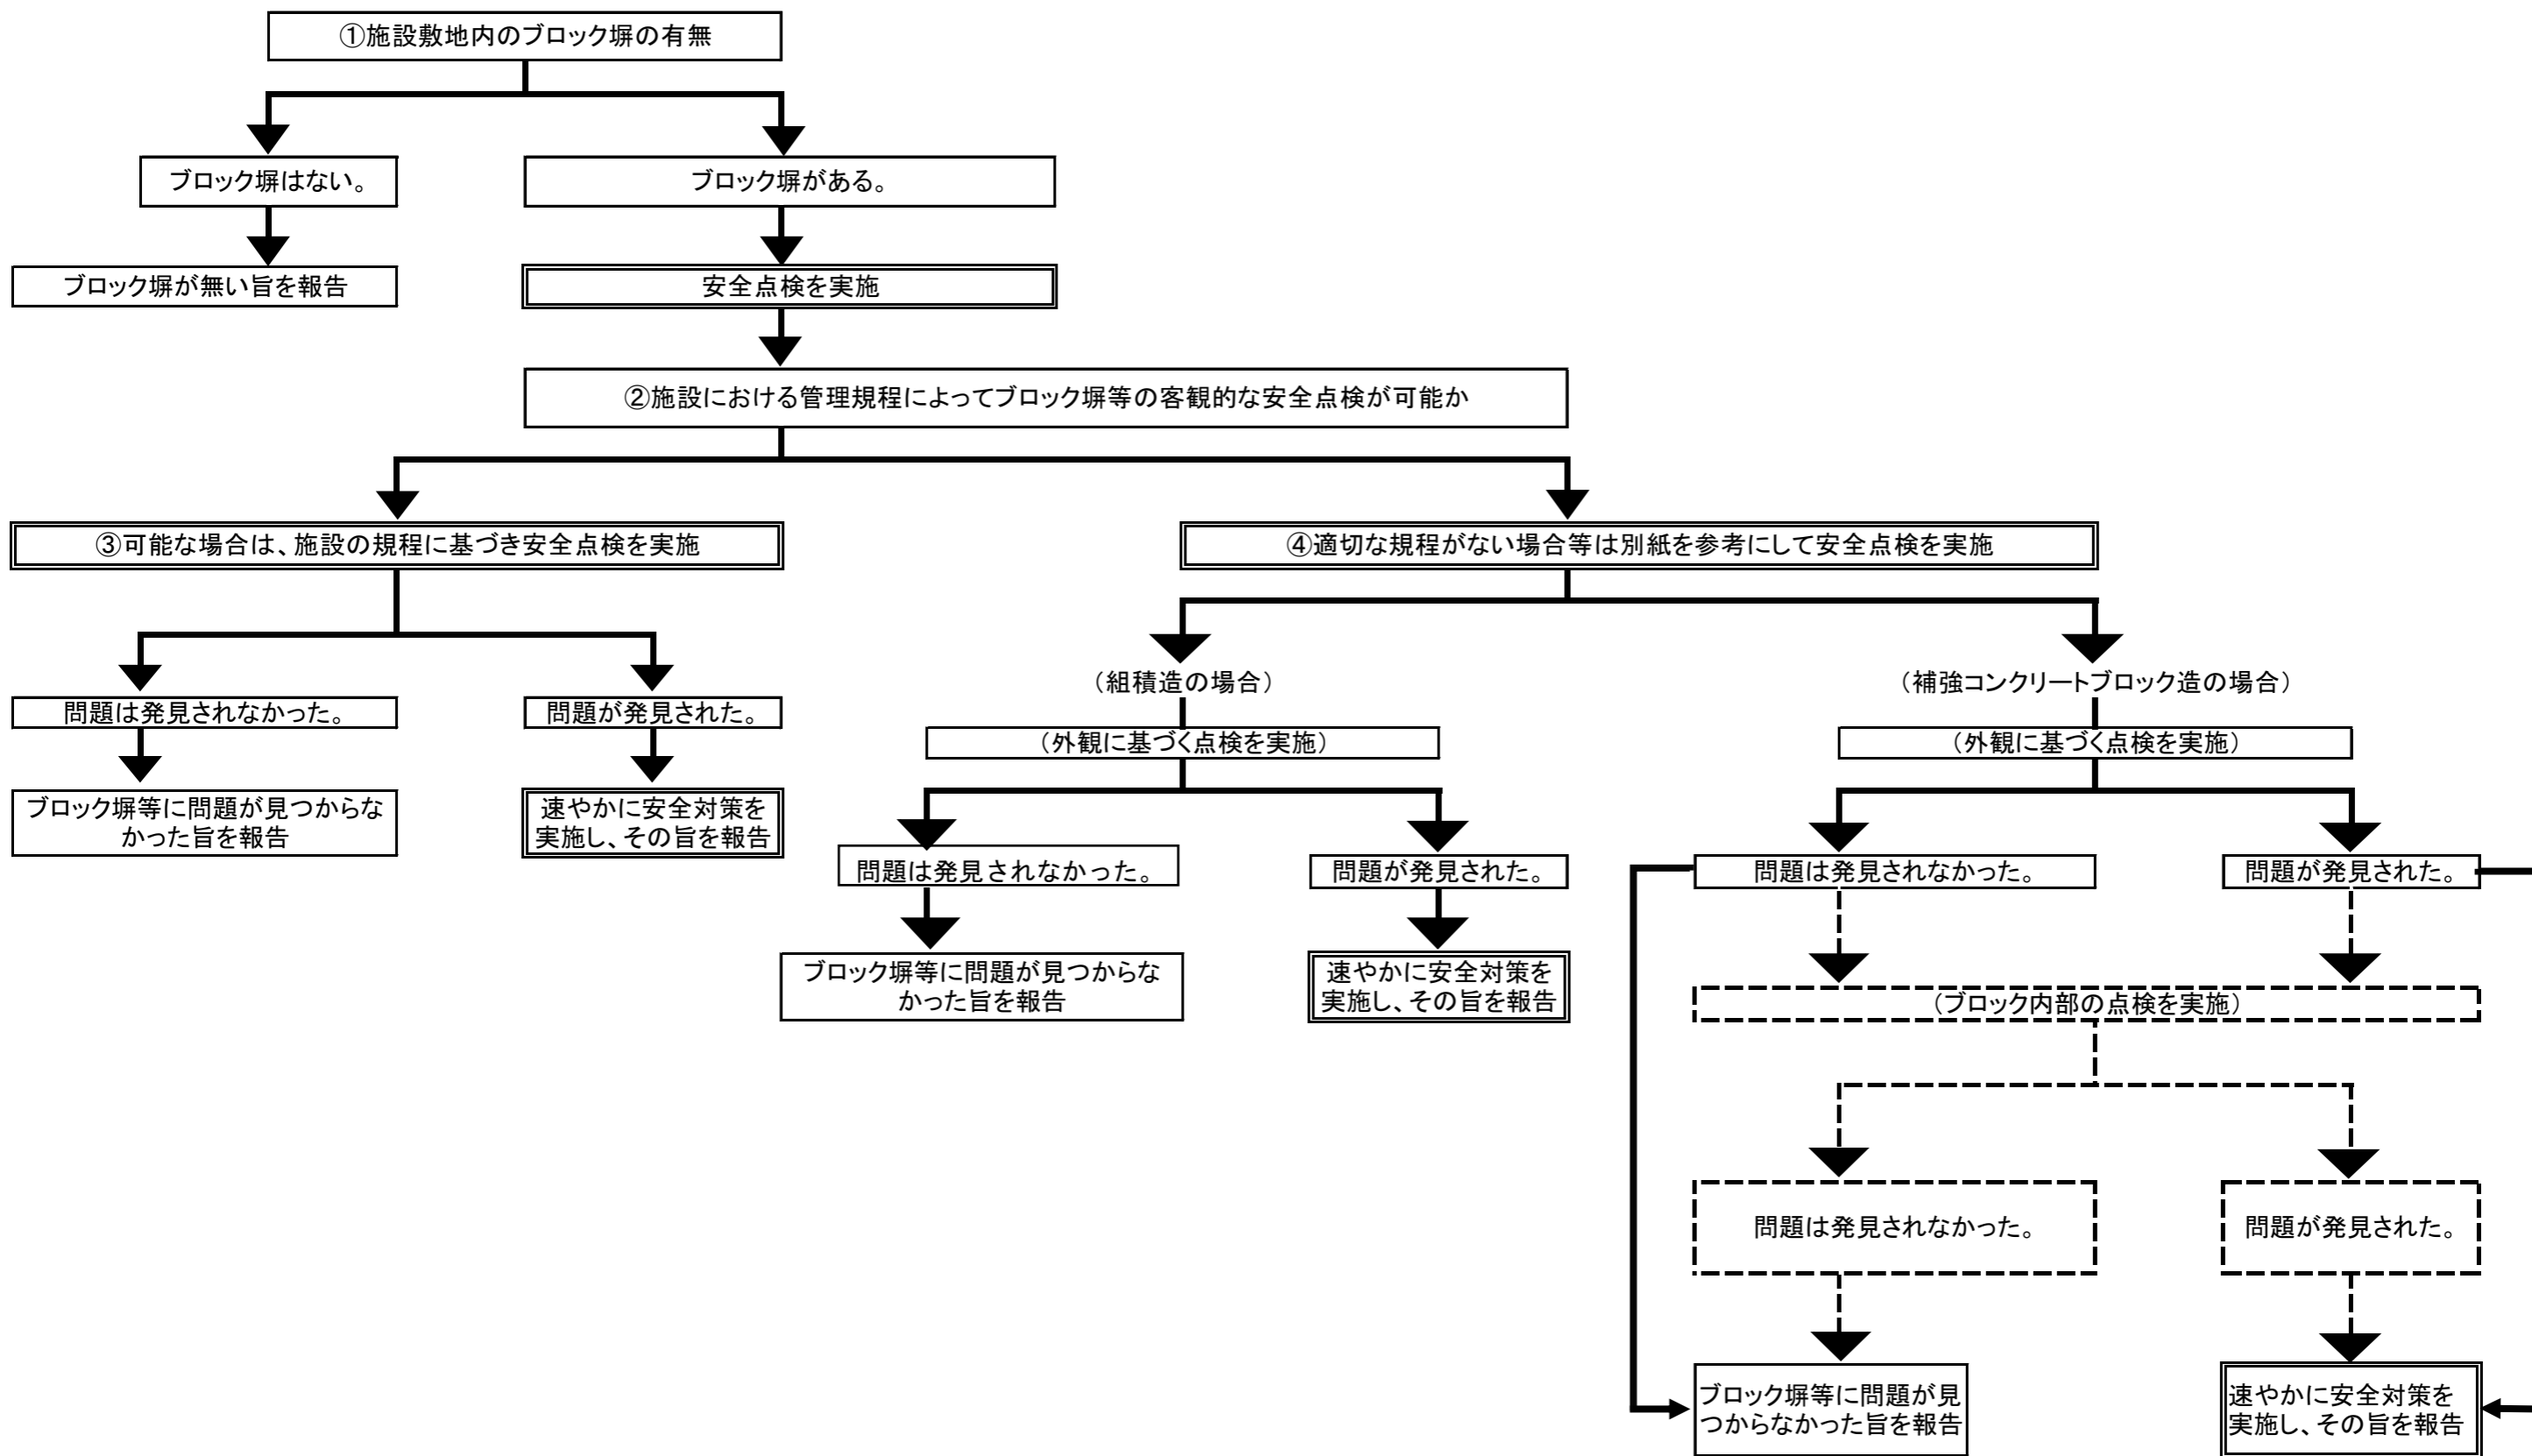 ①施設敷地内のブロック塀の有無
ブロック塀はない。
ブロック塀がある。
ブロック塀が無い旨を報告
安全点検を実施
②施設における管理規程によってブロック塀等の客観的な安全点検が可能か
③可能な場合は、施設の規程に基づき安全点検を実施
④適切な規程がない場合等は別紙を参考にして安全点検を実施
（組積造の場合）
（補強コンクリートブロック造の場合）
問題は発見されなかった。
問題が発見された。
（外観に基づく点検を実施）
（外観に基づく点検を実施）
ブロック塀等に問題が見つからな
かった旨を報告
速やかに安全対策を
実施し、その旨を報告
問題は発見されなかった。
問題が発見された。
問題は発見されなかった。
問題が発見された。
ブロック塀等に問題が見つからな
かった旨を報告
速やかに安全対策を
実施し、その旨を報告
（ブロック内部の点検を実施）
問題は発見されなかった。
問題が発見された。
ブロック塀等に問題が見
つからなかった旨を報告
速やかに安全対策を
実施し、その旨を報告